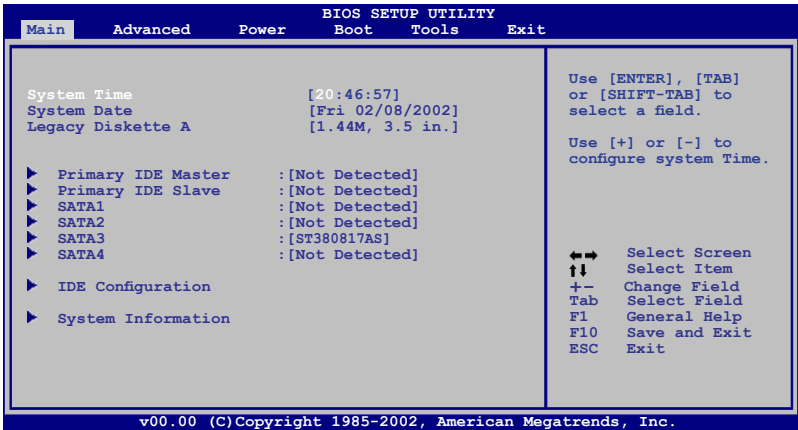 BIOS SETUP UTILITY
Main Advanced Power Boot Tools Exit
System Time [20:46:57]
System Date [Fri 02/08/2002]
Legacy Diskette A [1.44M, 3.5 in.]
Primary IDE Master :[Not Detected]
Primary IDE Slave :[Not Detected]
SATA1 :[Not Detected]
SATA2 :[Not Detected]
SATA3 :[ST380817AS]
SATA4 :[Not Detected]
IDE Configuration
System Information
Use [ENTER], [TAB]
or [SHIFT-TAB] to
select a field.
Use [+] or [-] to
configure system Time.
←→ Select Screen
↑↓ Select Item
+- Change Field
Tab Select Field
F1 General Help
F10 Save and Exit
ESC Exit
v00.00 (C)Copyright 1985-2002, American Megatrends, Inc.